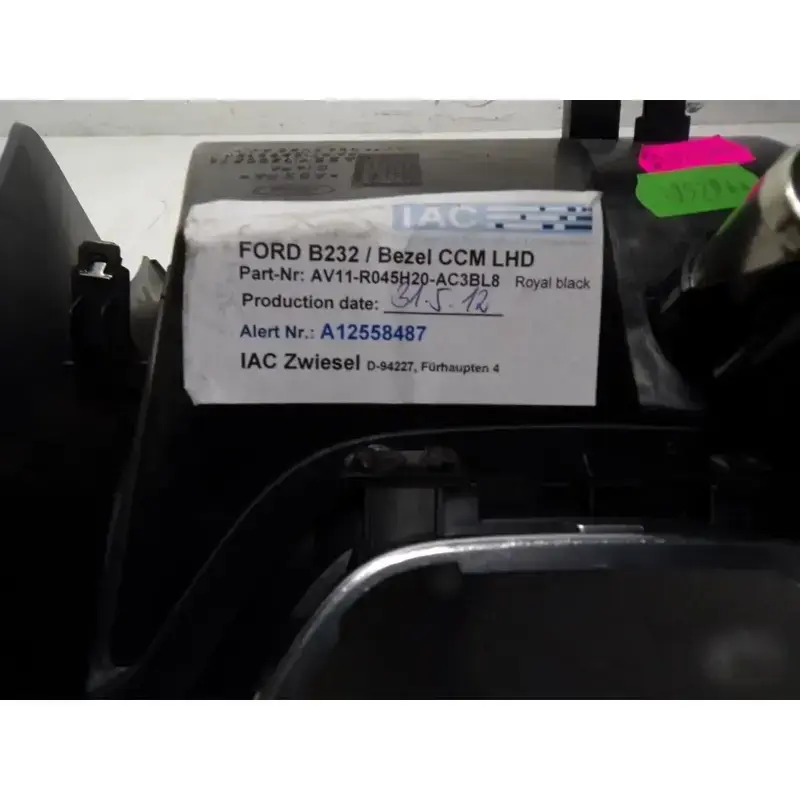 IAC
FORD B232 / Bezel CCM LHD
Part-Nr: AV11-R045H20-AC3BL8 Royal black
Production date: 31.5.12
Alert Nr.: A12558487
IAC Zwiesel D-94227, Fürhaupten 4